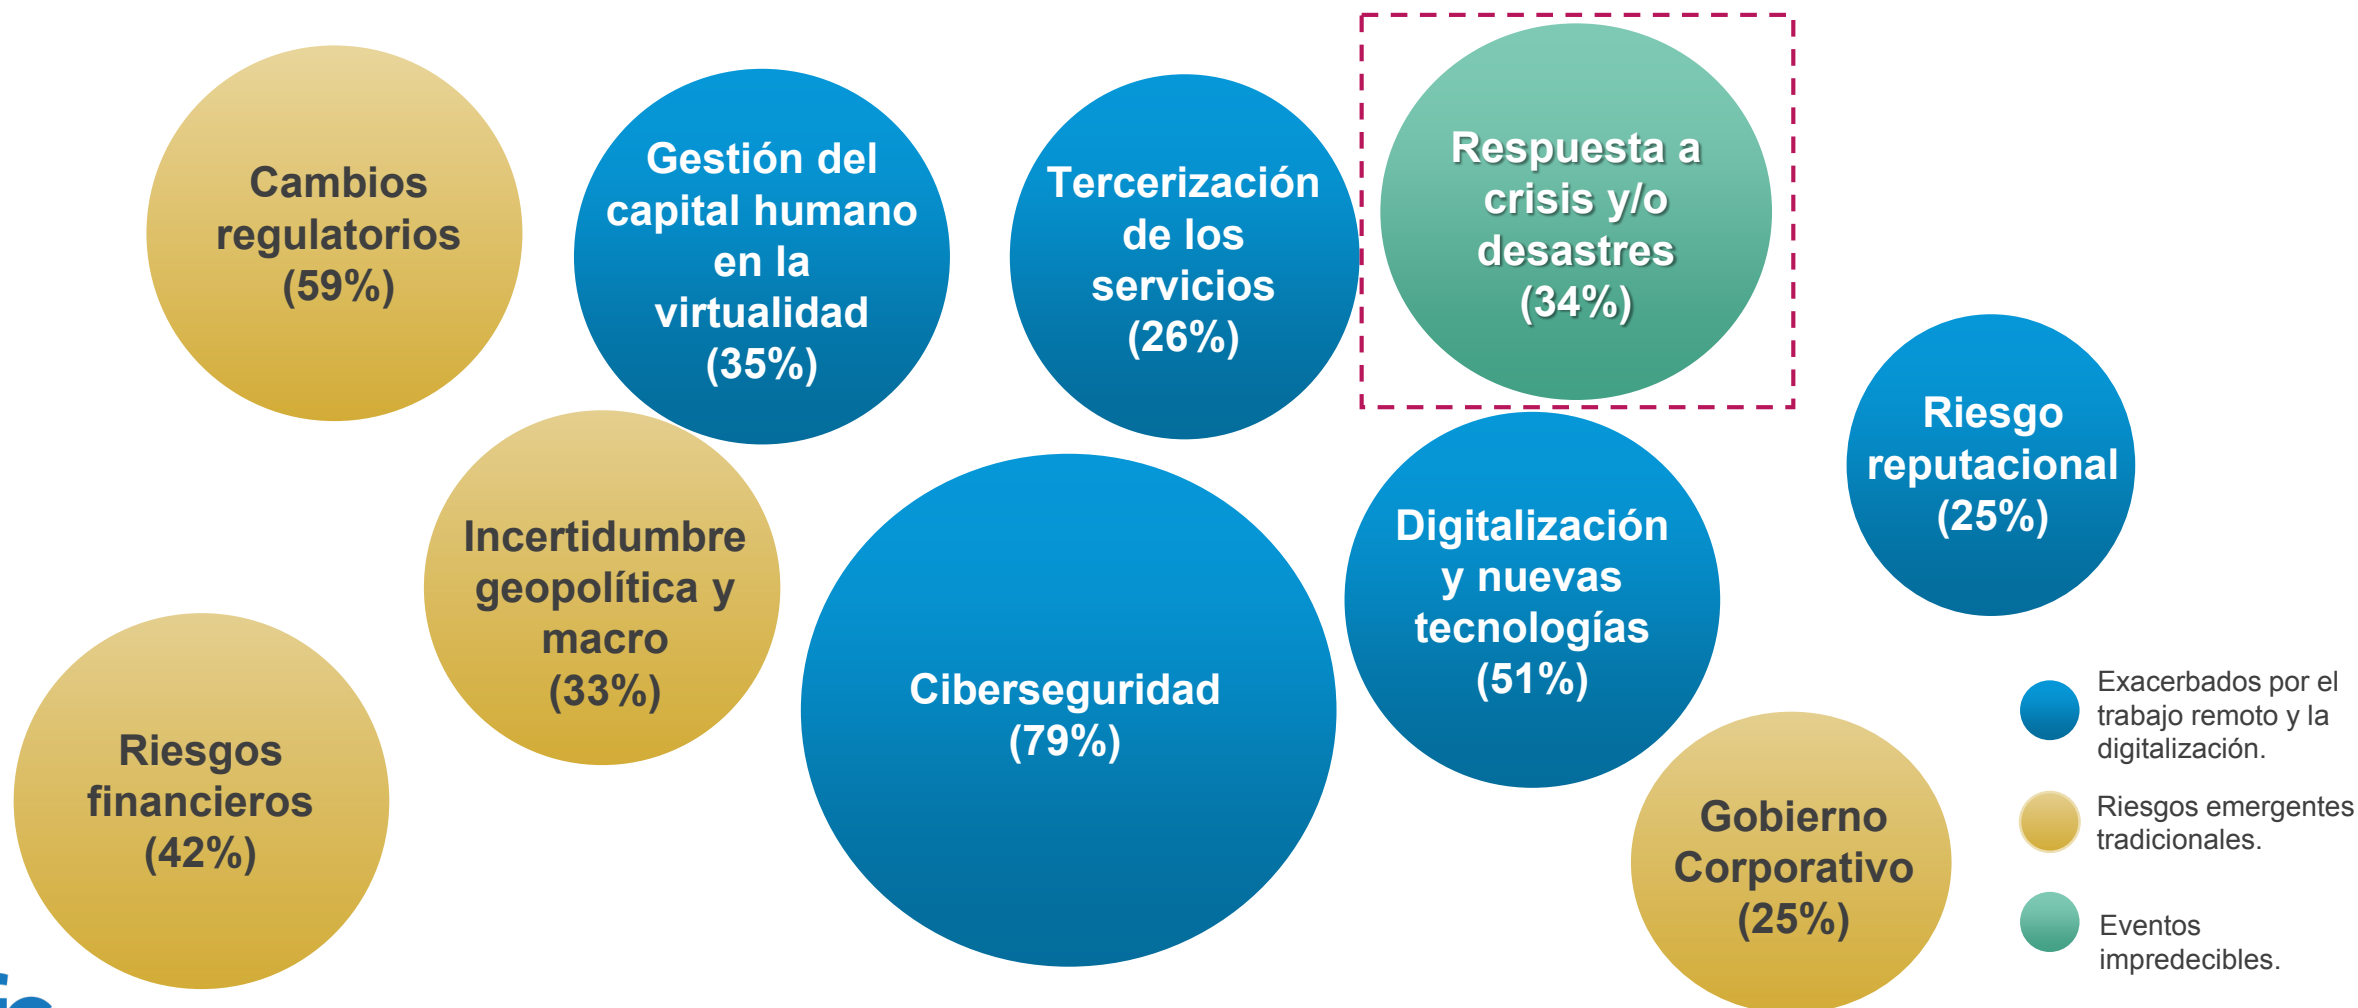 Cambios
regulatorios
(59%)
Gestión del
capital humano
en la
virtualidad
(35%)
Tercerización
de los
servicios
(26%)
Respuesta a
crisis y/o
desastres
(34%)
Riesgo
reputacional
(25%)
Incertidumbre
geopolítica y
macro
(33%)
Ciberseguridad
(79%)
Digitalización
y nuevas
tecnologías
(51%)
Riesgos
financieros
(42%)
Gobierno
Corporativo
(25%)
Exacerbados por el
trabajo remoto y la
digitalización.
Riesgos emergentes
tradicionales.
Eventos
impredecibles.